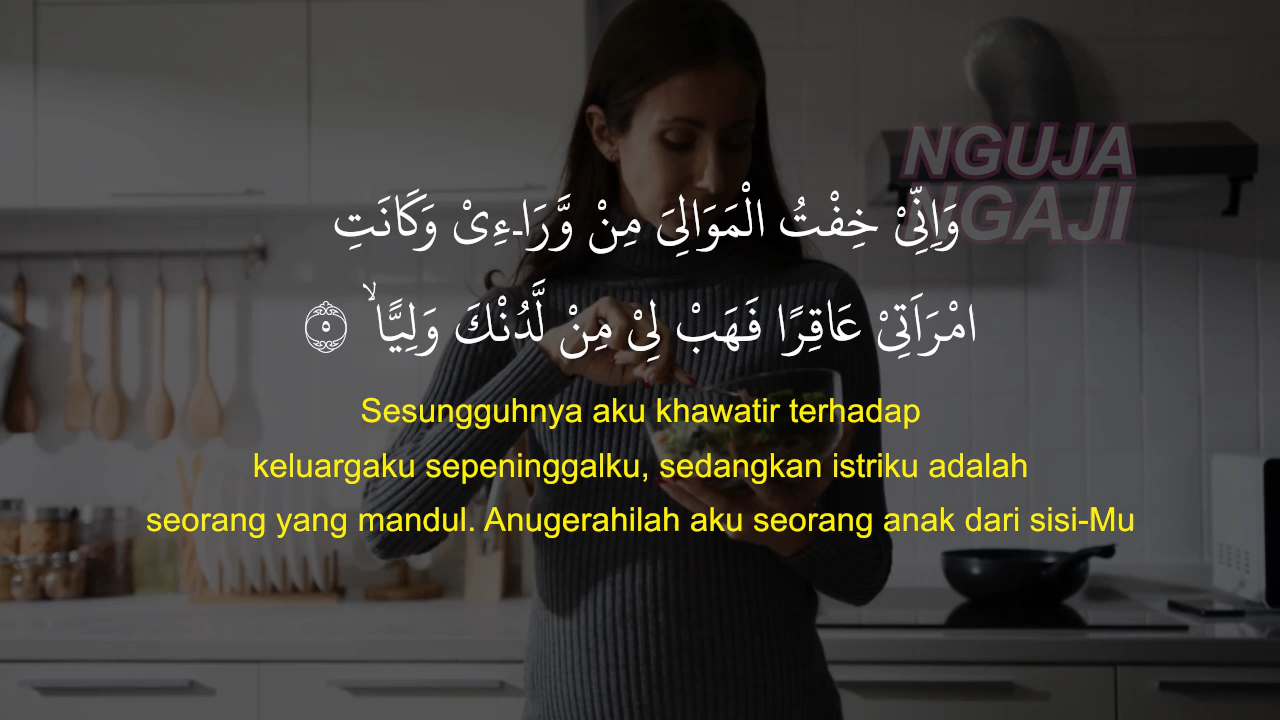 NGUJA
NGAJI
وَاِنِّيْ خِفْتُ الْمَوَالِيَ مِنْ وَّرَاۤءِيْ وَكَانَتِ
امْرَاَتِيْ عَاقِرًا فَهَبْ لِيْ مِنْ لَّدُنْكَ وَلِيًّاۙ ۝٥
Sesungguhnya aku khawatir terhadap
keluargaku sepeninggalku, sedangkan istriku adalah
seorang yang mandul. Anugerahilah aku seorang anak dari sisi-Mu